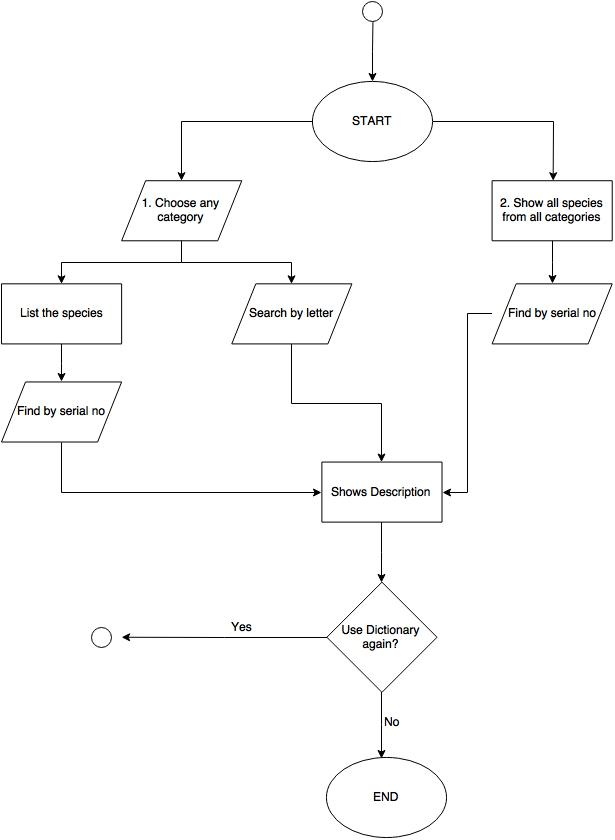 START
1. Choose any
category
2. Show all species
from all categories
List the species
Search by letter
Find by serial no
Find by serial no
Shows Description
Use Dictionary
again?
Yes
No
END